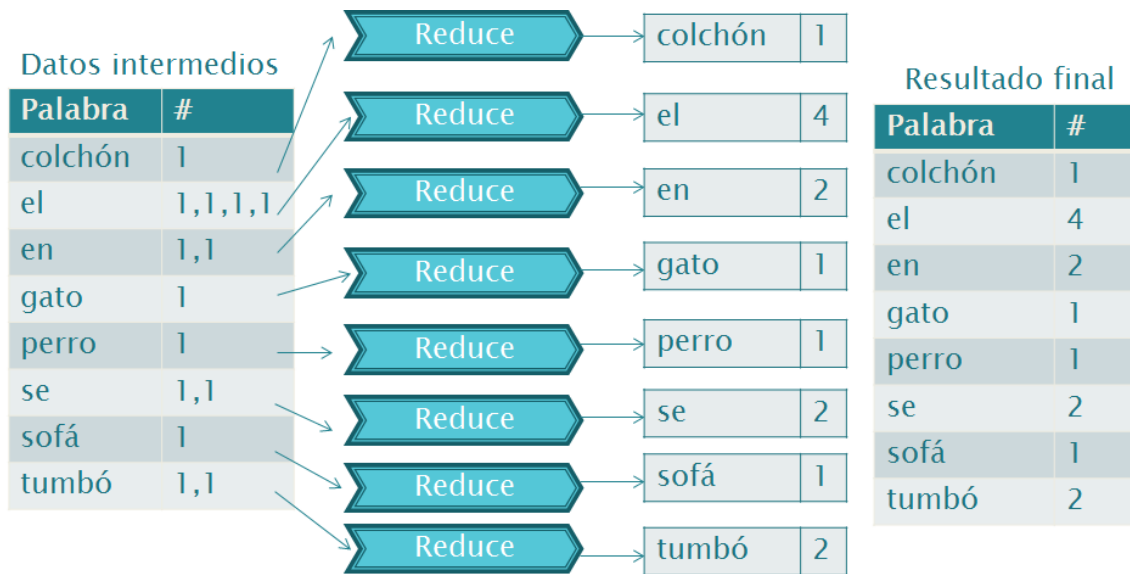 Datos intermedios
Palabra #
colchón 1
el 1,1,1,1
en 1,1
gato 1
perro 1
se 1,1
sofá 1
tumbó 1,1
Reduce
colchón 1
Reduce
el 4
Reduce
en 2
Reduce
gato 1
Reduce
perro 1
Reduce
se 2
Reduce
sofá 1
Reduce
tumbó 2
Resultado final
Palabra #
colchón 1
el 4
en 2
gato 1
perro 1
se 2
sofá 1
tumbó 2